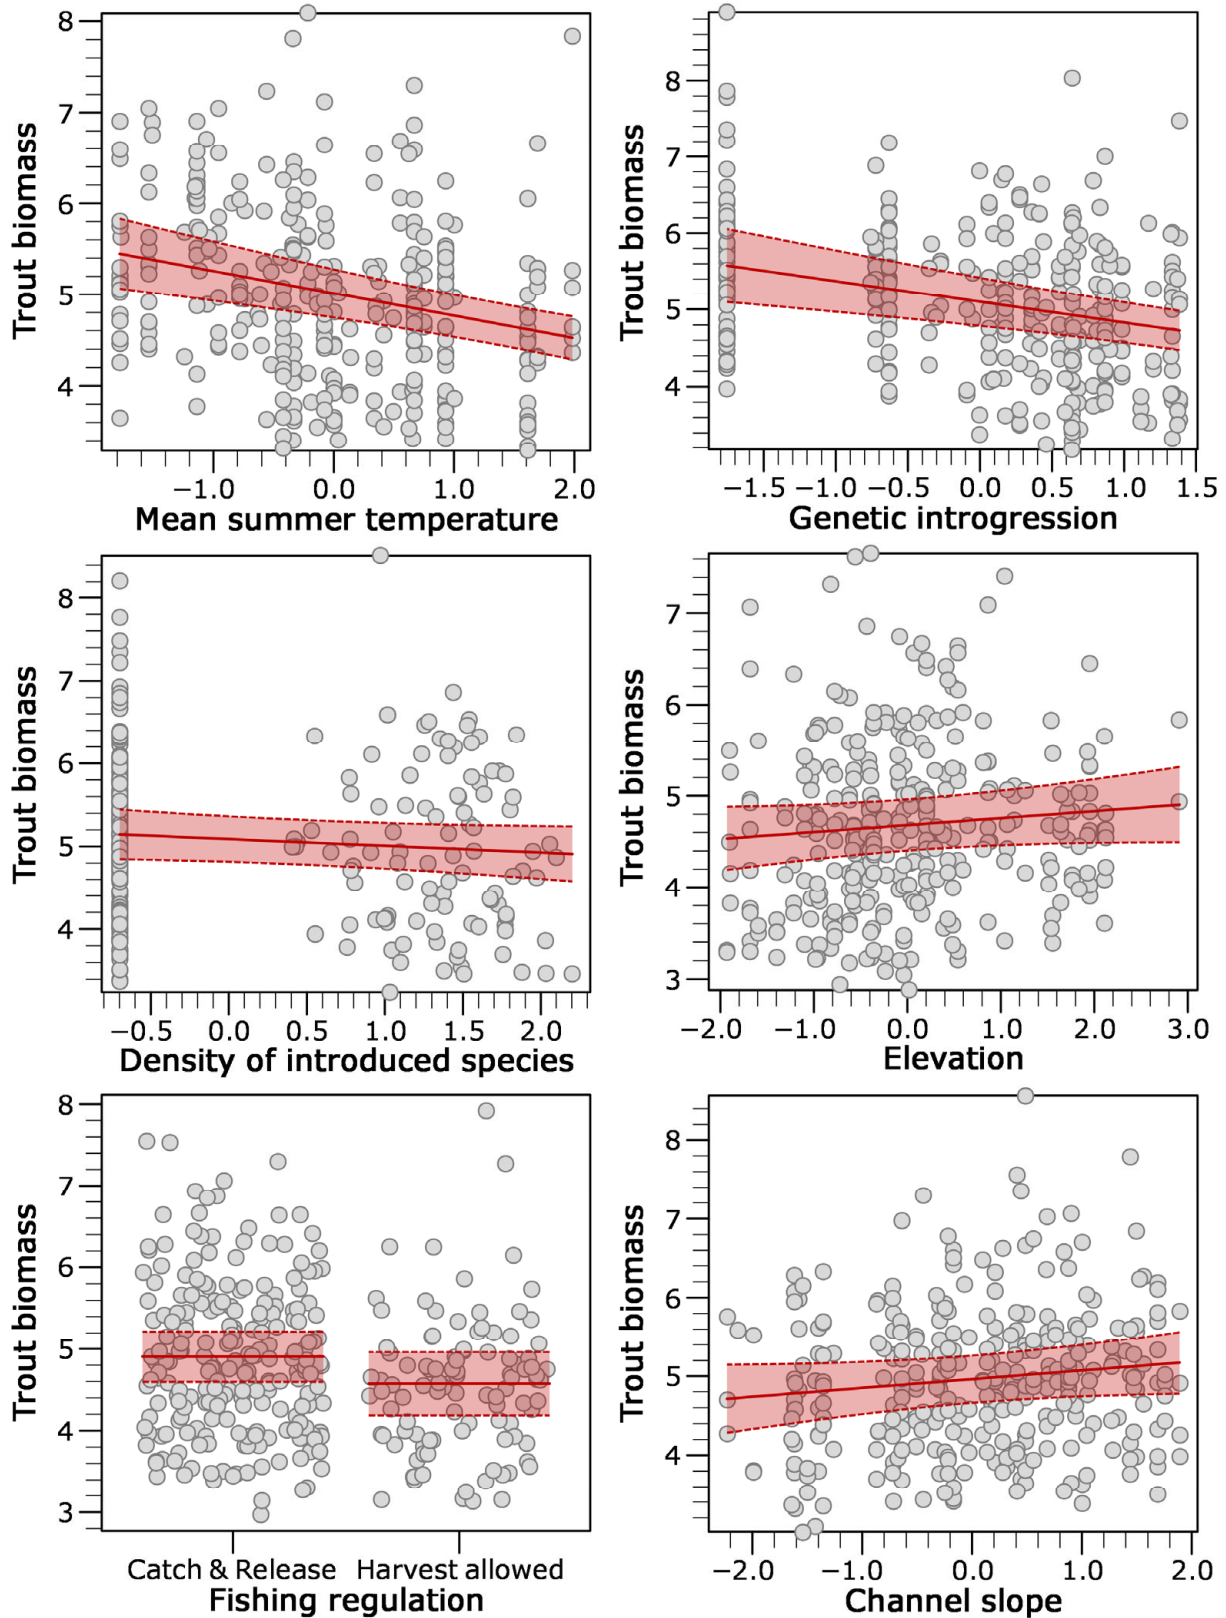 8
7
6
5
4
Trout biomass
−1.0 0.0 1.0 2.0
Mean summer temperature
8
7
6
5
4
Trout biomass
−1.5 −1.0 −0.5 0.0 0.5 1.0 1.5
Genetic introgression
8
7
6
5
4
Trout biomass
−0.5 0.0 0.5 1.0 1.5 2.0
Density of introduced species
7
6
5
4
3
Trout biomass
−2.0 −1.0 0.0 1.0 2.0 3.0
Elevation
8
7
6
5
4
3
Trout biomass
Catch & Release Harvest allowed
Fishing regulation
8
7
6
5
4
Trout biomass
−2.0 −1.0 0.0 1.0 2.0
Channel slope